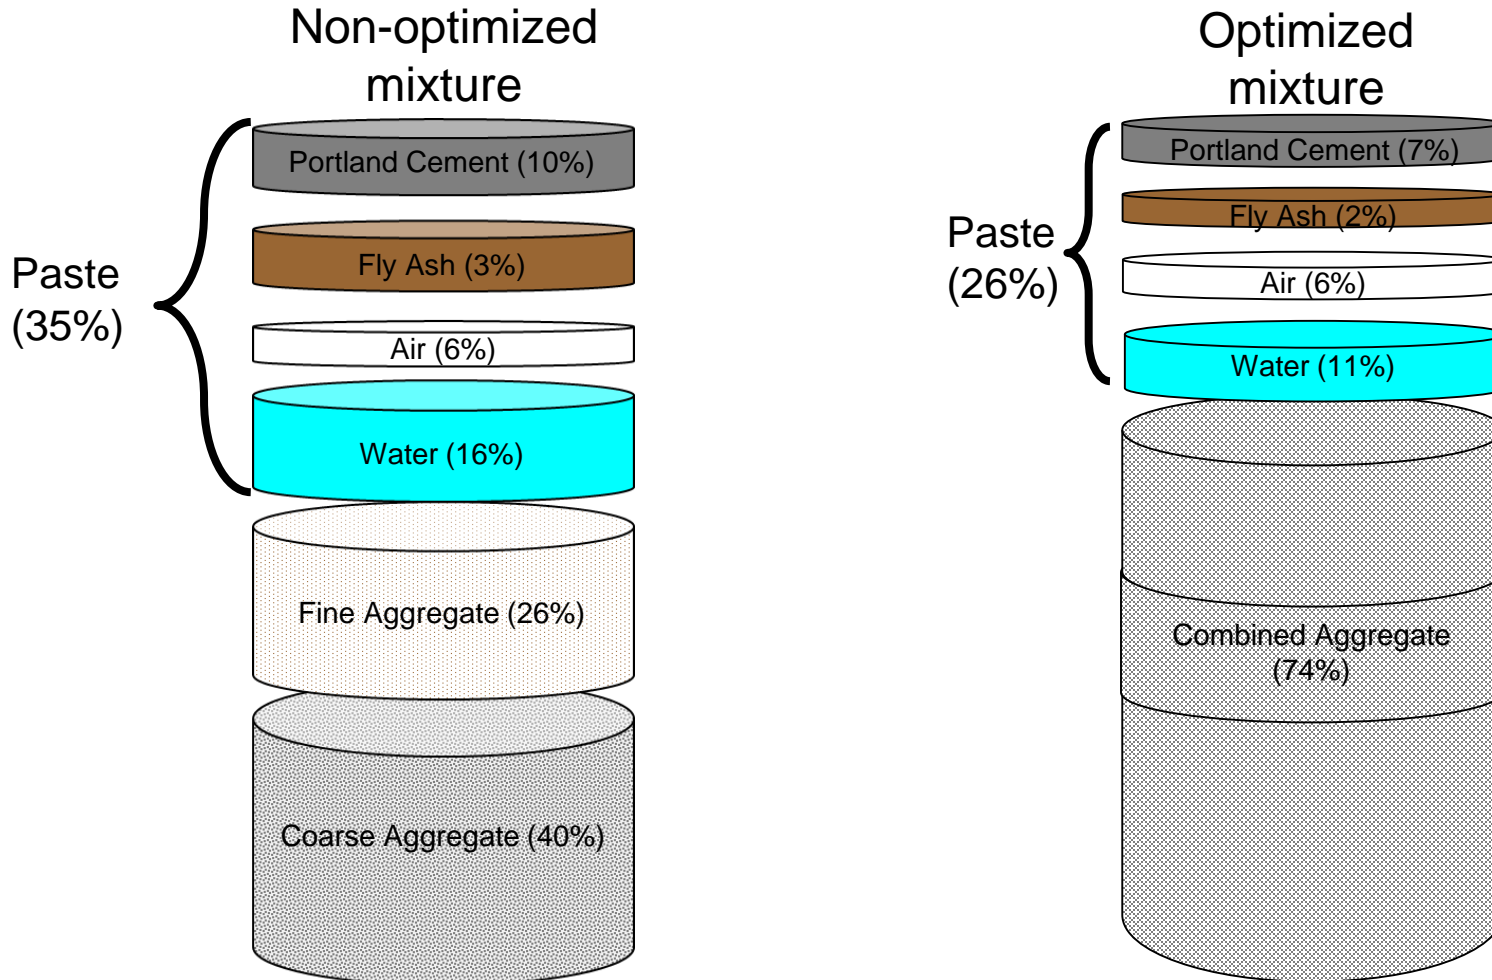 Non-optimized
mixture
Portland Cement (10%)
Fly Ash (3%)
Paste
(35%)
Air (6%)
Water (16%)
Fine Aggregate (26%)
Coarse Aggregate (40%)
Optimized
mixture
Portland Cement (7%)
Fly Ash (2%)
Paste
(26%)
Air (6%)
Water (11%)
Combined Aggregate
(74%)